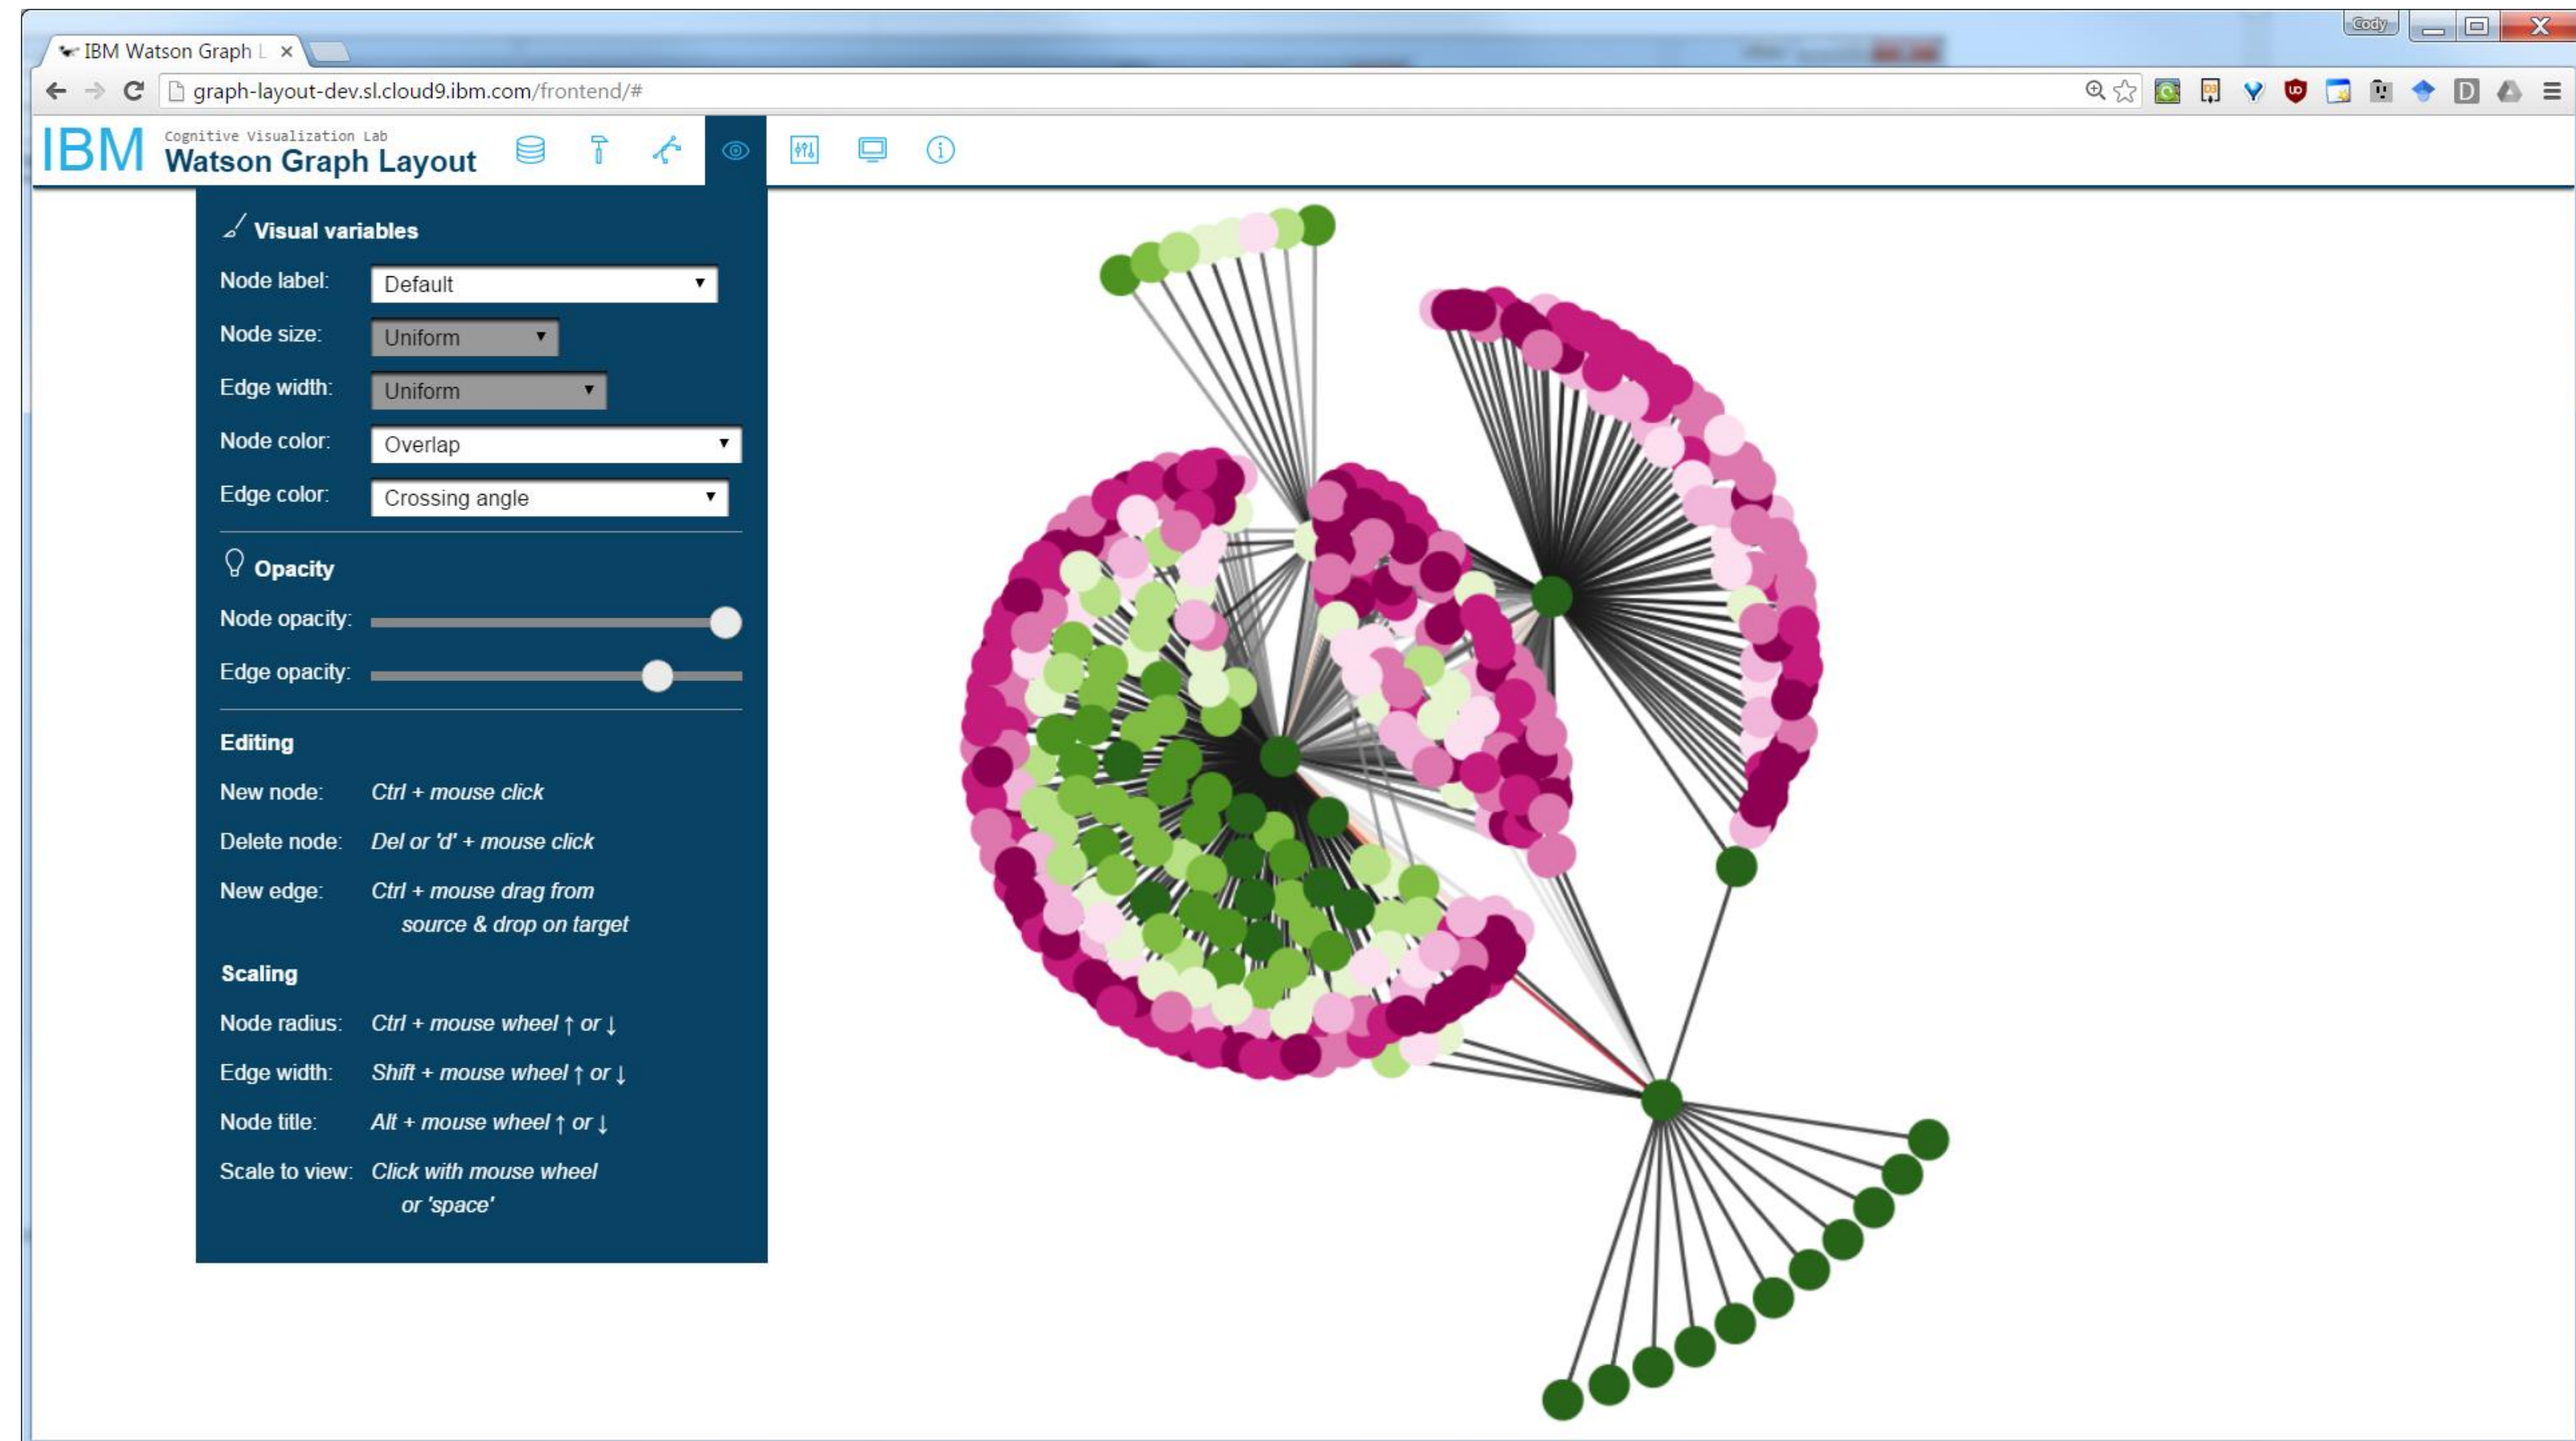 Cody
IBM Watson Graph L
graph-layout-dev.sl.cloud9.ibm.com/frontend/#
IBM
Cognitive Visualization Lab
Watson Graph Layout
Visual variables
Node label: Default
Node size: Uniform
Edge width: Uniform
Node color: Overlap
Edge color: Crossing angle
Opacity
Node opacity:
Edge opacity:
Editing
New node: Ctrl + mouse click
Delete node: Del or 'd' + mouse click
New edge: Ctrl + mouse drag from
source & drop on target
Scaling
Node radius: Ctrl + mouse wheel ↑ or ↓
Edge width: Shift + mouse wheel ↑ or ↓
Node title: Alt + mouse wheel ↑ or ↓
Scale to view: Click with mouse wheel
or 'space'